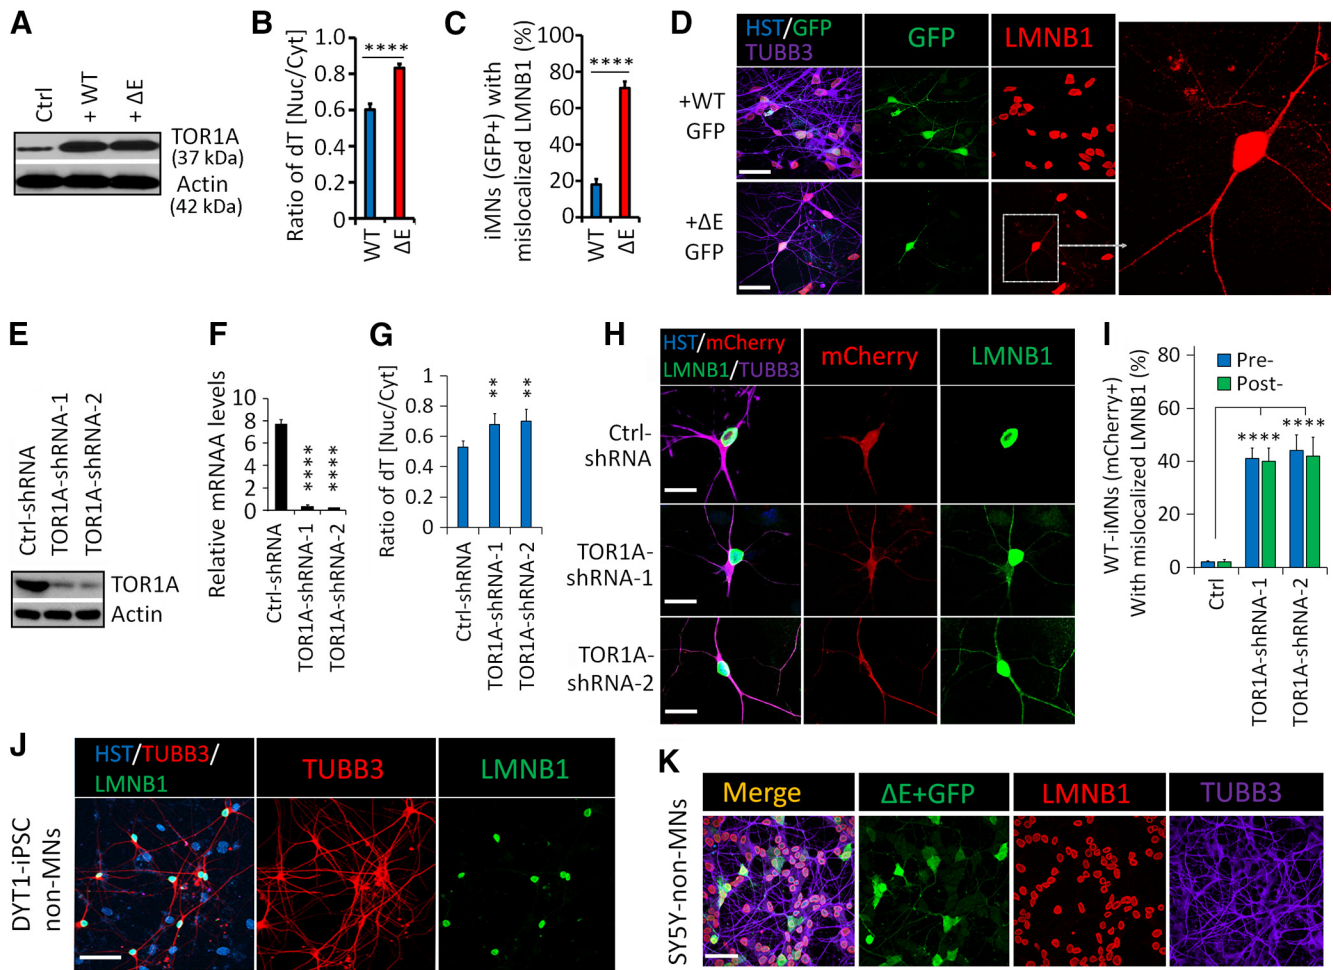 A
Ctrl
+ WT
+ ΔE
TOR1A
(37 kDa)
Actin
(42 kDa)
B
Ratio of dT [Nuc/Cyt]
1.0
0.8
0.6
0.4
1.0
0
****
WT
ΔE
C
iMNs (GFP+) with
mislocalized LMNB1 (%)
100
80
60
40
20
0
****
WT
ΔE
D
HST/GFP
TUBB3
GFP
LMNB1
+WT
GFP
+ΔE
GFP
E
Ctrl-shRNA
TOR1A-shRNA-1
TOR1A-shRNA-2
TOR1A
Actin
F
Relative mRNAA levels
10
8
6
4
2
0
****
****
Ctrl-shRNA
TOR1A-shRNA-1
TOR1A-shRNA-2
G
Ratio of dT [Nuc/Cyt]
1
0.8
0.6
0.4
0.2
0
**
**
Ctrl-shRNA
TOR1A-shRNA-1
TOR1A-shRNA-2
H
HST/mCherry
LMNB1/TUBB3
mCherry
LMNB1
Ctrl-
shRNA
TOR1A-
shRNA-1
TOR1A-
shRNA-2
I
WT-iMNs (mCherry+)
With mislocalized LMNB1 (%)
80
60
40
20
0
Pre-
Post-
****
****
Ctrl
TOR1A-shRNA-1
TOR1A-shRNA-2
J
HST/TUBB3/
LMNB1
TUBB3
LMNB1
DYT1-iPSC
non-MNs
K
Merge
ΔE+GFP
LMNB1
TUBB3
SY5Y-non-MNs